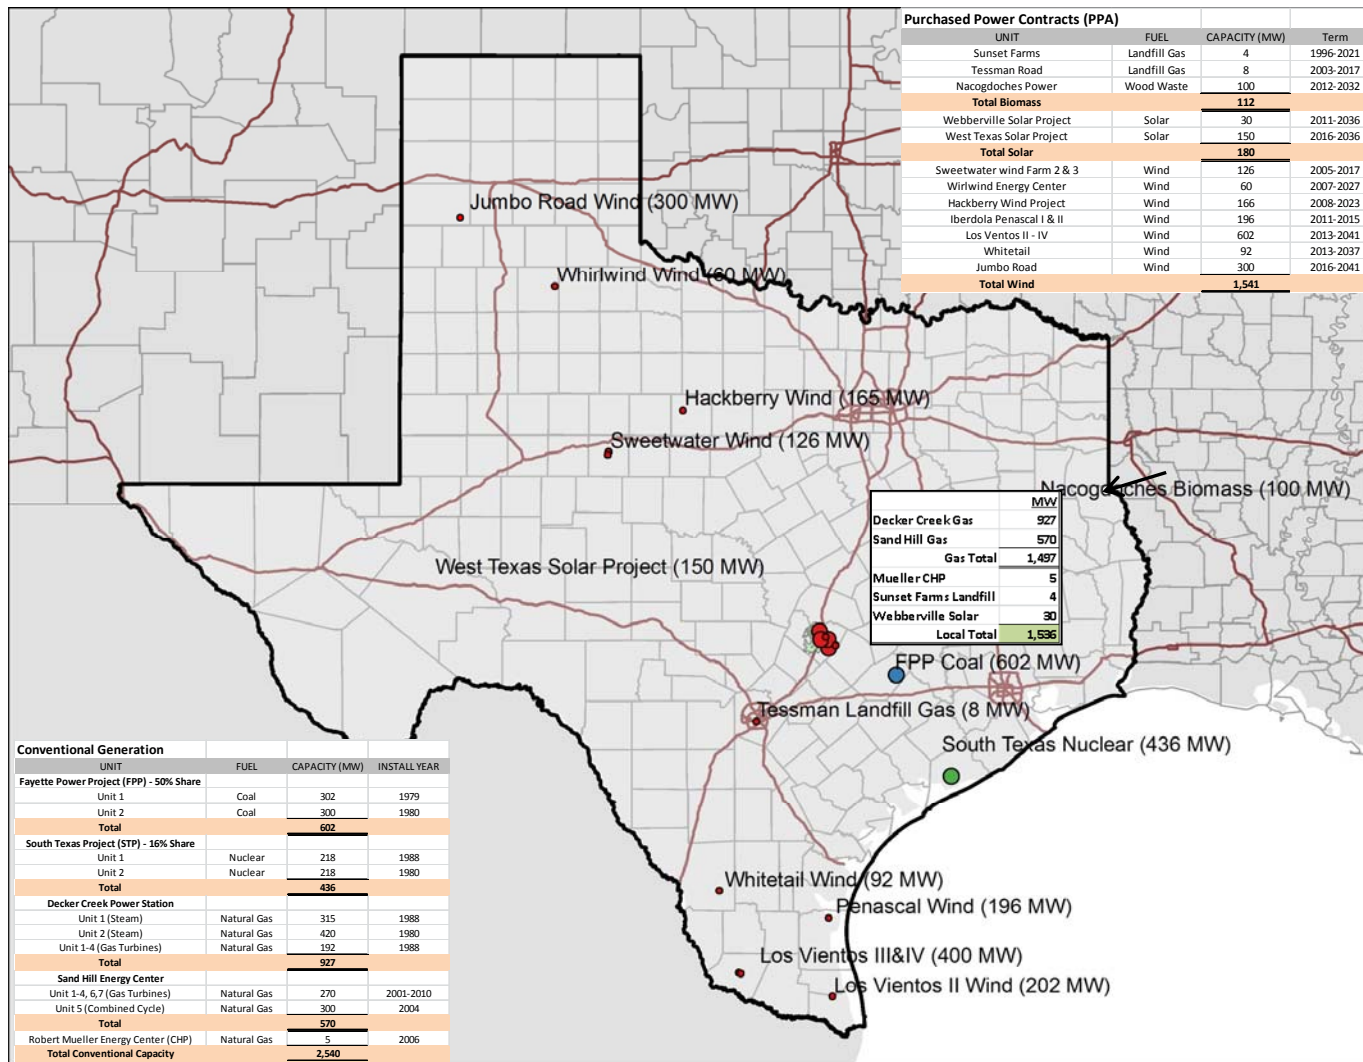 Purchased Power Contracts (PPA)
UNIT FUEL CAPACITY (MW) Term
Sunset Farms Landfill Gas 4 1996-2021
Tessman Road Landfill Gas 8 2003-2017
Nacogdoches Power Wood Waste 100 2012-2032
Total Biomass 112
Webberville Solar Project Solar 30 2011-2036
West Texas Solar Project Solar 150 2016-2036
Total Solar 180
Sweetwater wind Farm 2 & 3 Wind 126 2005-2017
Wirlwind Energy Center Wind 60 2007-2027
Hackberry Wind Project Wind 166 2008-2023
Iberdola Penascal I & II Wind 196 2011-2015
Los Ventos II - IV Wind 602 2013-2041
Whitetail Wind 92 2013-2037
Jumbo Road Wind 300 2016-2041
Total Wind 1,541
Jumbo Road Wind (300 MW)
Whirlwind Wind (60 MW)
Hackberry Wind (165 MW)
Sweetwater Wind (126 MW)
Nacogdoches Biomass (100 MW)
MW
Decker Creek Gas 927
Sand Hill Gas 570
Gas Total 1,497
Mueller CHP 5
Sunset Farms Landfill 4
Webberville Solar 30
Local Total 1,536
West Texas Solar Project (150 MW)
FPP Coal (602 MW)
Tessman Landfill Gas (8 MW)
South Texas Nuclear (436 MW)
Whitetail Wind (92 MW)
Penascal Wind (196 MW)
Los Vientos III&IV (400 MW)
Los Vientos II Wind (202 MW)
Conventional Generation
UNIT FUEL CAPACITY (MW) INSTALL YEAR
Fayette Power Project (FPP) - 50% Share
Unit 1 Coal 302 1979
Unit 2 Coal 300 1980
Total 602
South Texas Project (STP) - 16% Share
Unit 1 Nuclear 218 1988
Unit 2 Nuclear 218 1980
Total 436
Decker Creek Power Station
Unit 1 (Steam) Natural Gas 315 1988
Unit 2 (Steam) Natural Gas 420 1980
Unit 1-4 (Gas Turbines) Natural Gas 192 1988
Total 927
Sand Hill Energy Center
Unit 1-4, 6,7 (Gas Turbines) Natural Gas 270 2001-2010
Unit 5 (Combined Cycle) Natural Gas 300 2004
Total 570
Robert Mueller Energy Center (CHP) Natural Gas 5 2006
Total Conventional Capacity 2,540